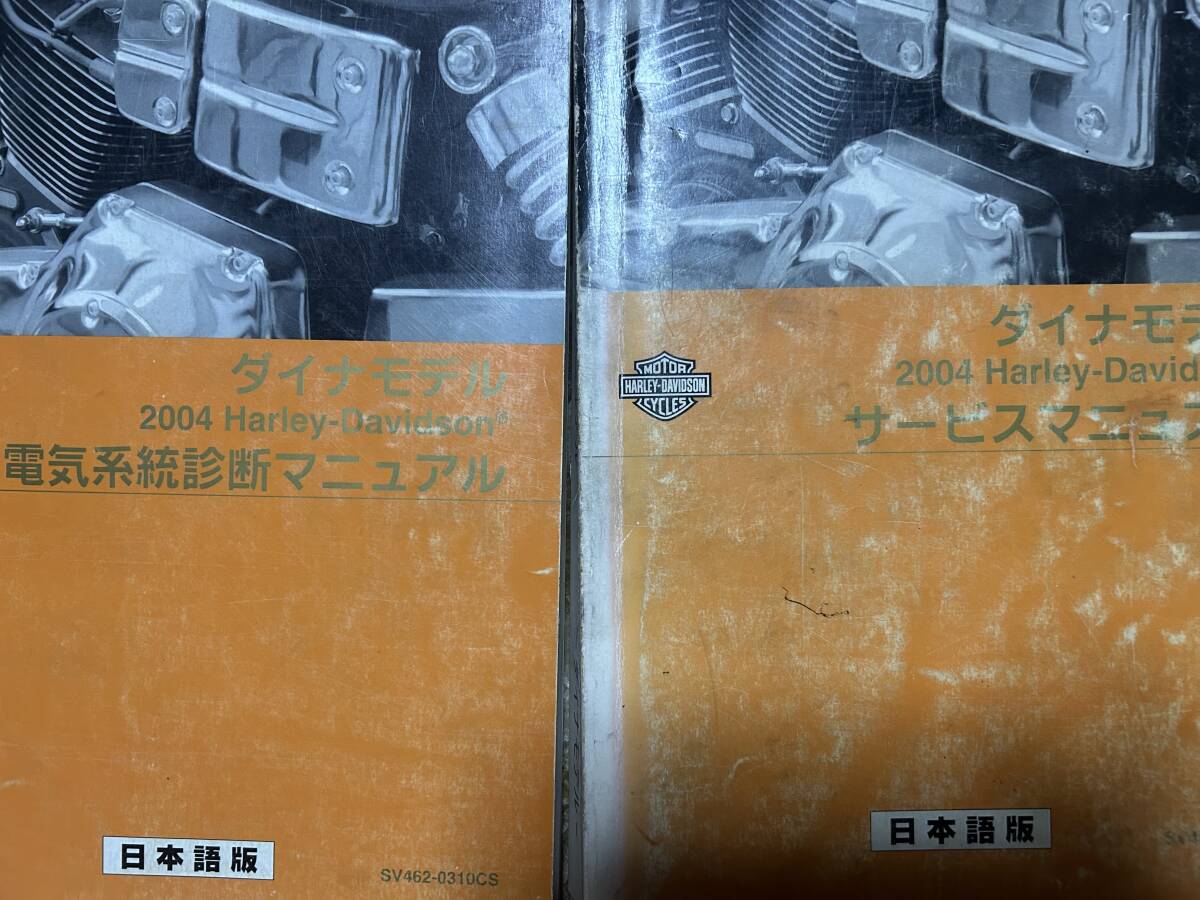 ダイナモデル
2004 Harley-Davidson®
電気系統診断マニュアル
日本語版
SV462-0310CS
ダイナモデ
MOTOR
HARLEY-DAVIDSON
CYCLES
2004 Harley-David
サービスマニュア
日本語版